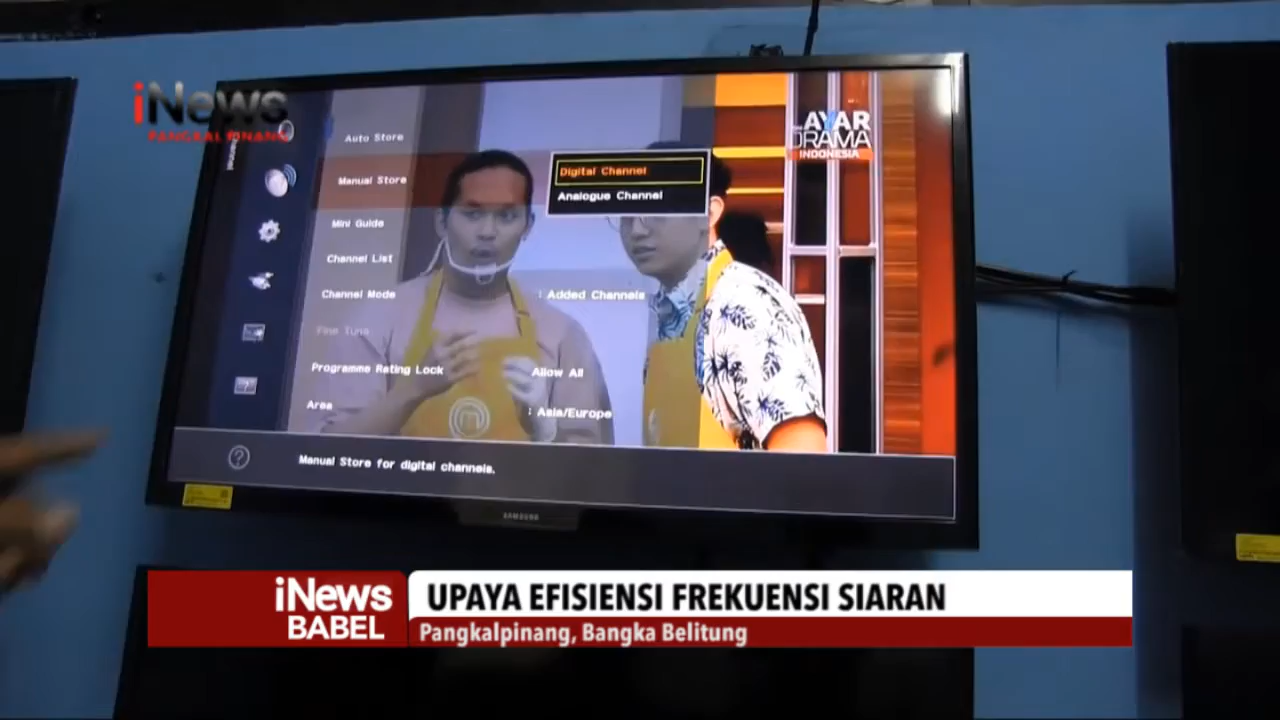 iNews
PANGKALPINANG
Channel
Auto Store
Manual Store
Mini Guide
Channel List
Channel Mode
: Added Channels
Fine Tune
Programme Rating Lock
Allow All
Area
: Asia/Europe
Digital Channel
Analogue Channel
LAYAR
DRAMA
INDONESIA
?
Manual Store for digital channels.
SAMSUNG
iNews
BABEL
UPAYA EFISIENSI FREKUENSI SIARAN
Pangkalpinang, Bangka Belitung